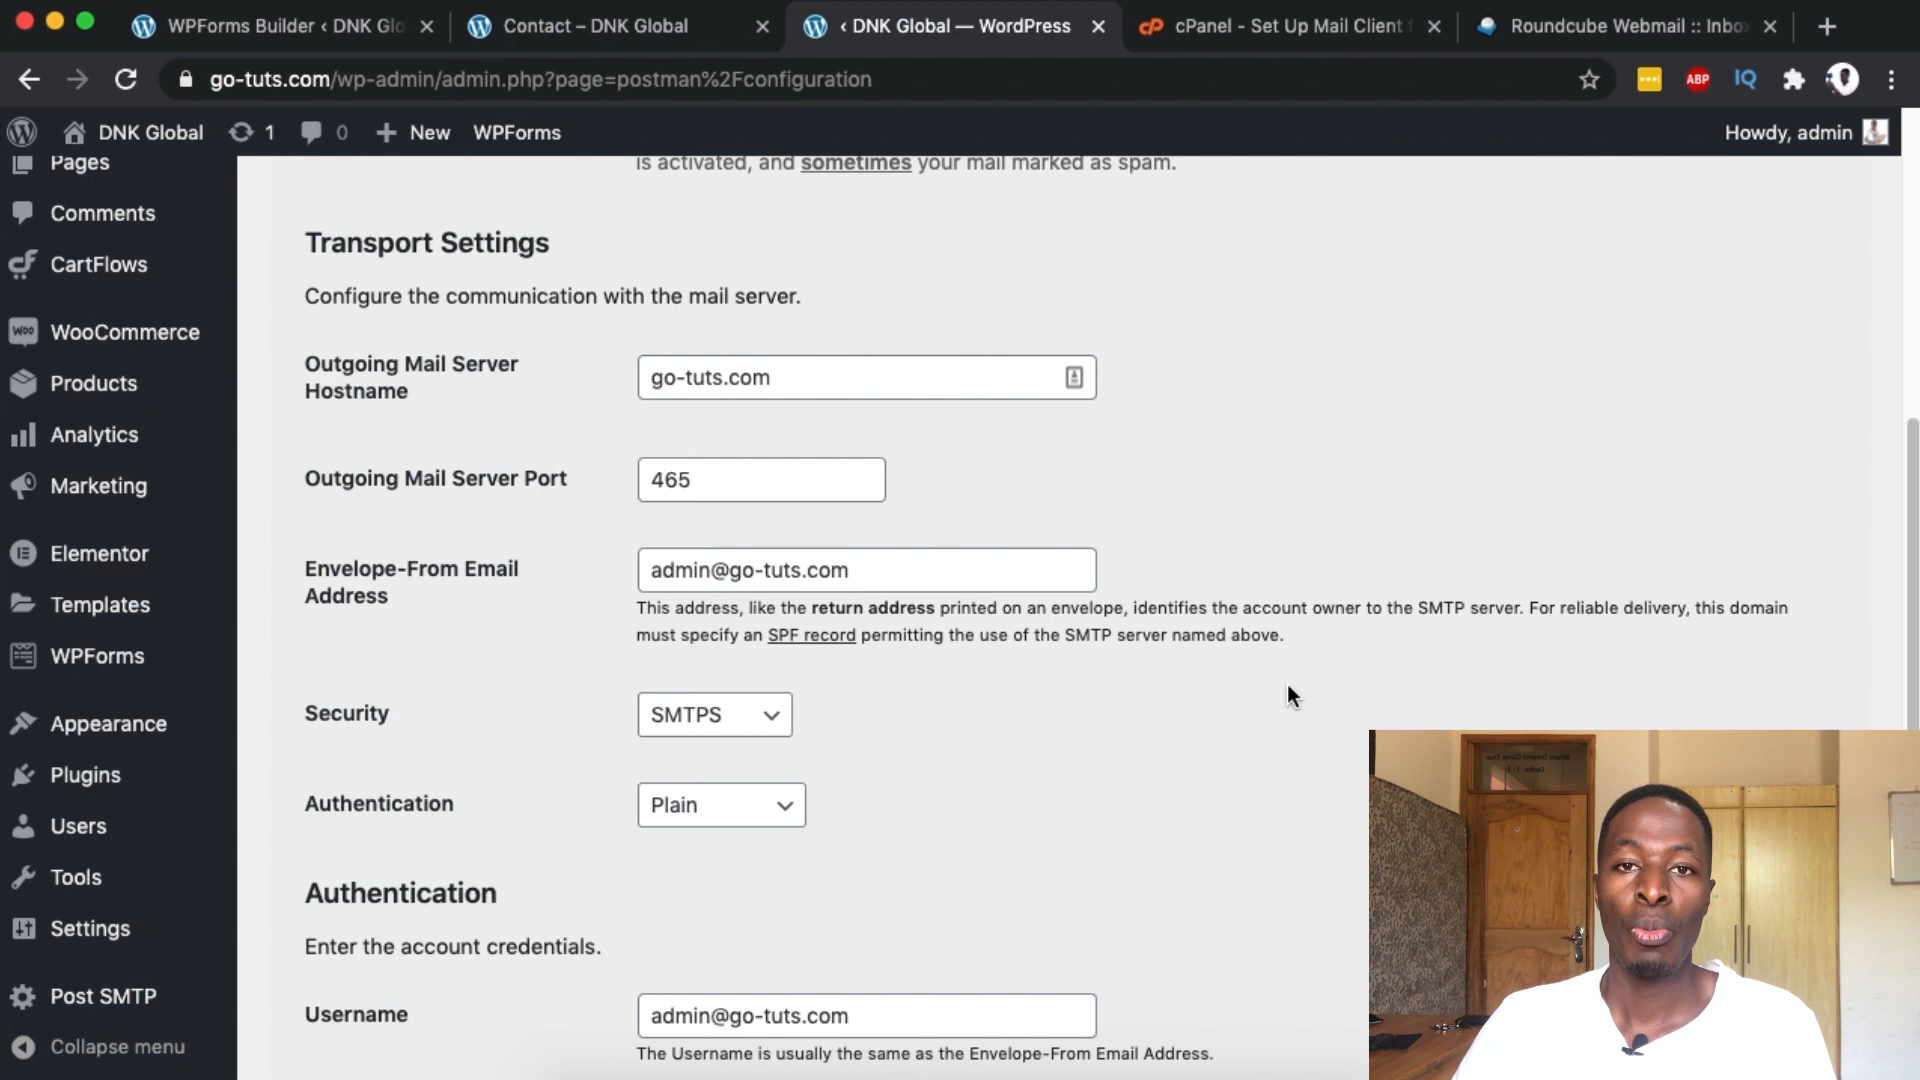 WPForms Builder ‹ DNK Glo
Contact – DNK Global
‹ DNK Global — WordPress
cPanel - Set Up Mail Client f
Roundcube Webmail :: Inbo
go-tuts.com/wp-admin/admin.php?page=postman%2Fconfiguration
ABP
IQ
DNK Global
1
0
New
WPForms
Howdy, admin
Pages
Comments
CartFlows
WooCommerce
Products
Analytics
Marketing
Elementor
Templates
WPForms
Appearance
Plugins
Users
Tools
Settings
Post SMTP
Collapse menu
is activated, and sometimes your mail marked as spam.
Transport Settings
Configure the communication with the mail server.
Outgoing Mail Server
Hostname
go-tuts.com
Outgoing Mail Server Port
465
Envelope-From Email
Address
admin@go-tuts.com
This address, like the return address printed on an envelope, identifies the account owner to the SMTP server. For reliable delivery, this domain
must specify an SPF record permitting the use of the SMTP server named above.
Security
SMTPS
Authentication
Plain
Authentication
Enter the account credentials.
Username
admin@go-tuts.com
The Username is usually the same as the Envelope-From Email Address.